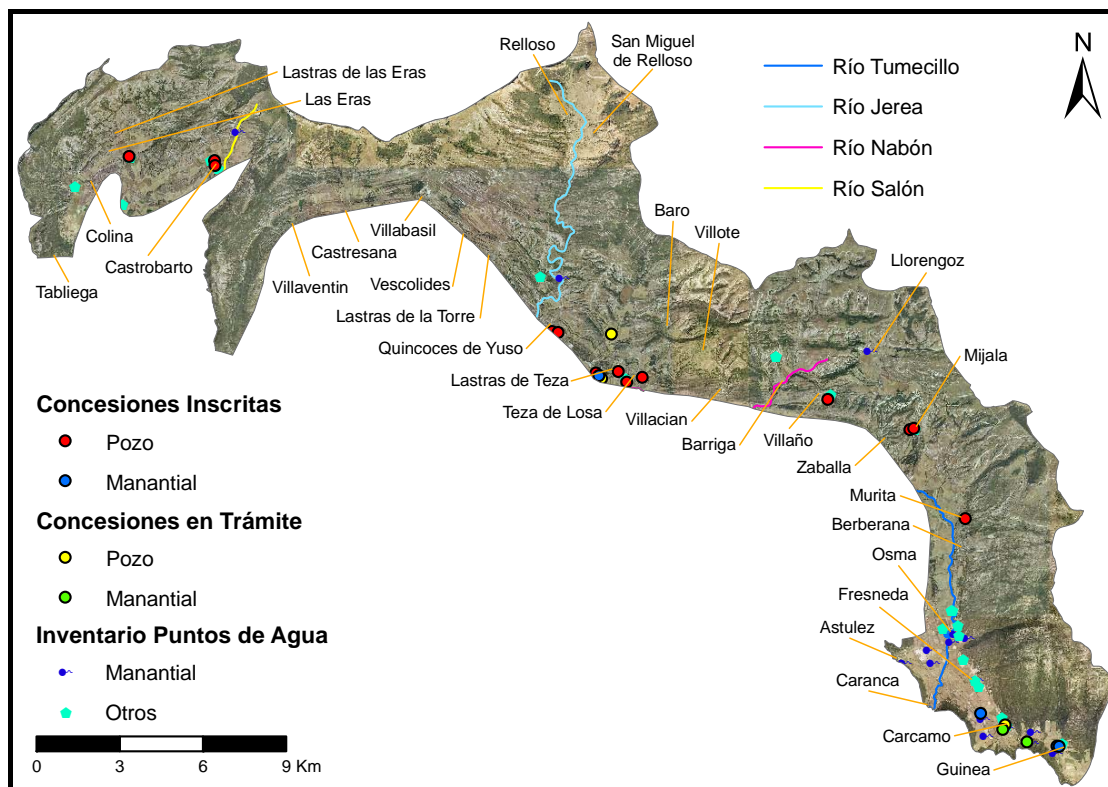 Lastras de las Eras
Las Eras
Relloso
San Miguel
de Relloso
Río Tumecillo
Río Jerea
Río Nabón
Río Salón
N
Colina
Castrobarto
Tabliega
Villaventin
Castresana
Villabasil
Vescolides
Lastras de la Torre
Quincoces de Yuso
Lastras de Teza
Teza de Losa
Villacian
Barriga
Villaño
Zaballa
Baro
Villote
Llorengoz
Mijala
Murita
Berberana
Osma
Fresneda
Astulez
Caranca
Carcamo
Guinea
Concesiones Inscritas
Pozo
Manantial
Concesiones en Trámite
Pozo
Manantial
Inventario Puntos de Agua
Manantial
Otros
0 3 6 9 Km